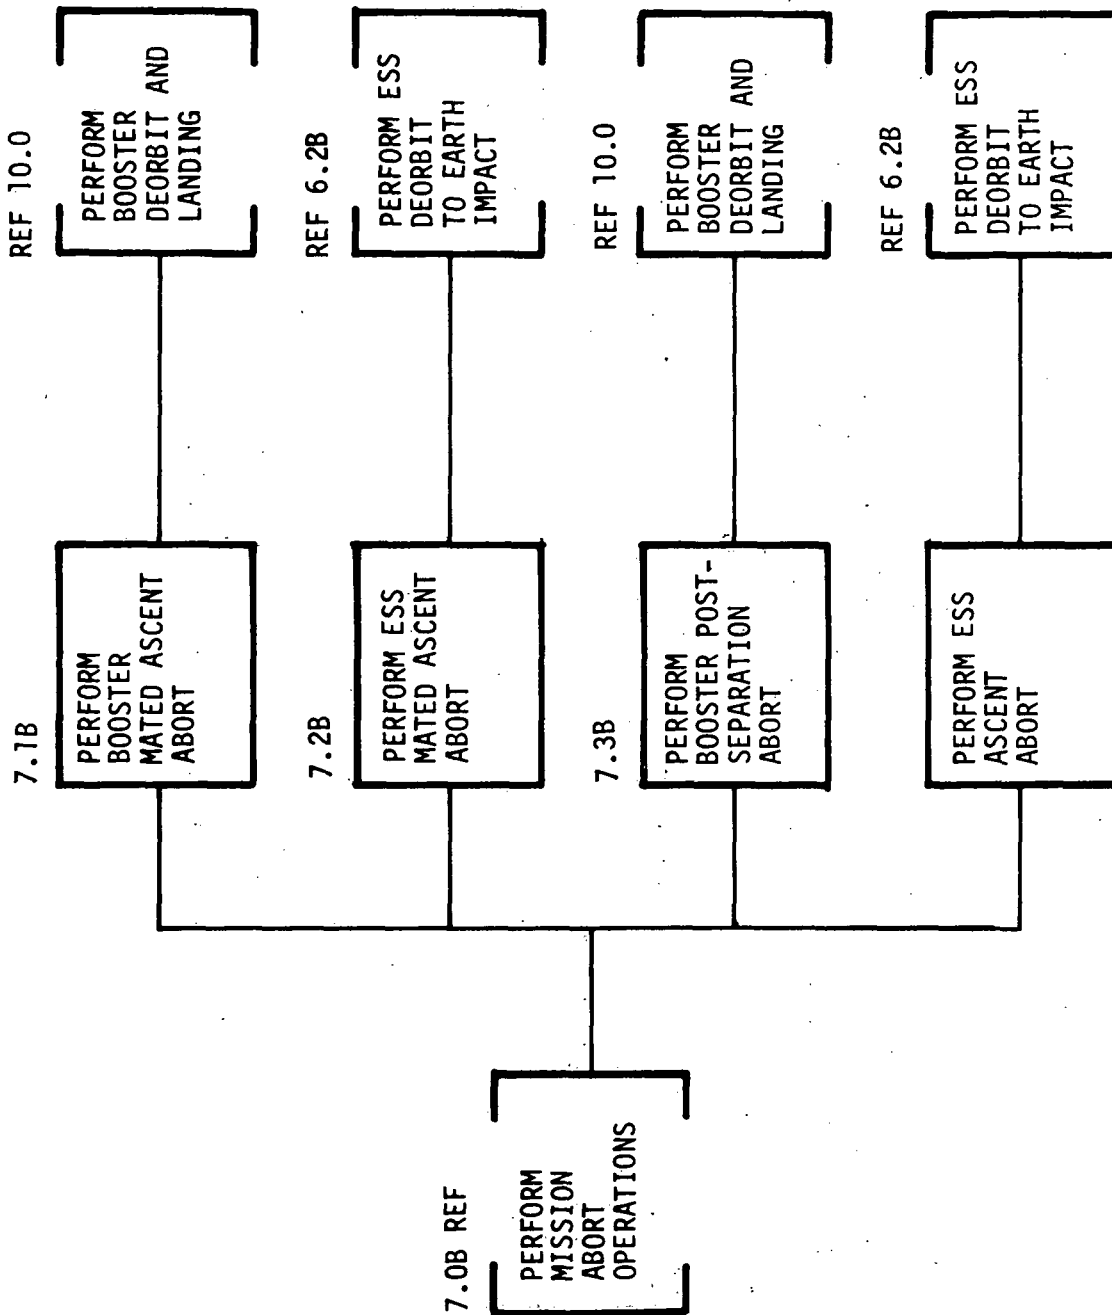 7.0B REF
PERFORM
MISSION
ABORT
OPERATIONS
7.1B
PERFORM
BOOSTER
MATED ASCENT
ABORT
REF 10.0
PERFORM
BOOSTER
DEORBIT AND
LANDING
7.2B
PERFORM ESS
MATED ASCENT
ABORT
REF 6.2B
PERFORM ESS
DEORBIT
TO EARTH
IMPACT
7.3B
PERFORM
BOOSTER POST-
SEPARATION
ABORT
REF 10.0
PERFORM
BOOSTER
DEORBIT AND
LANDING
PERFORM ESS
ASCENT
ABORT
REF 6.2B
PERFORM ESS
DEORBIT
TO EARTH
IMPACT